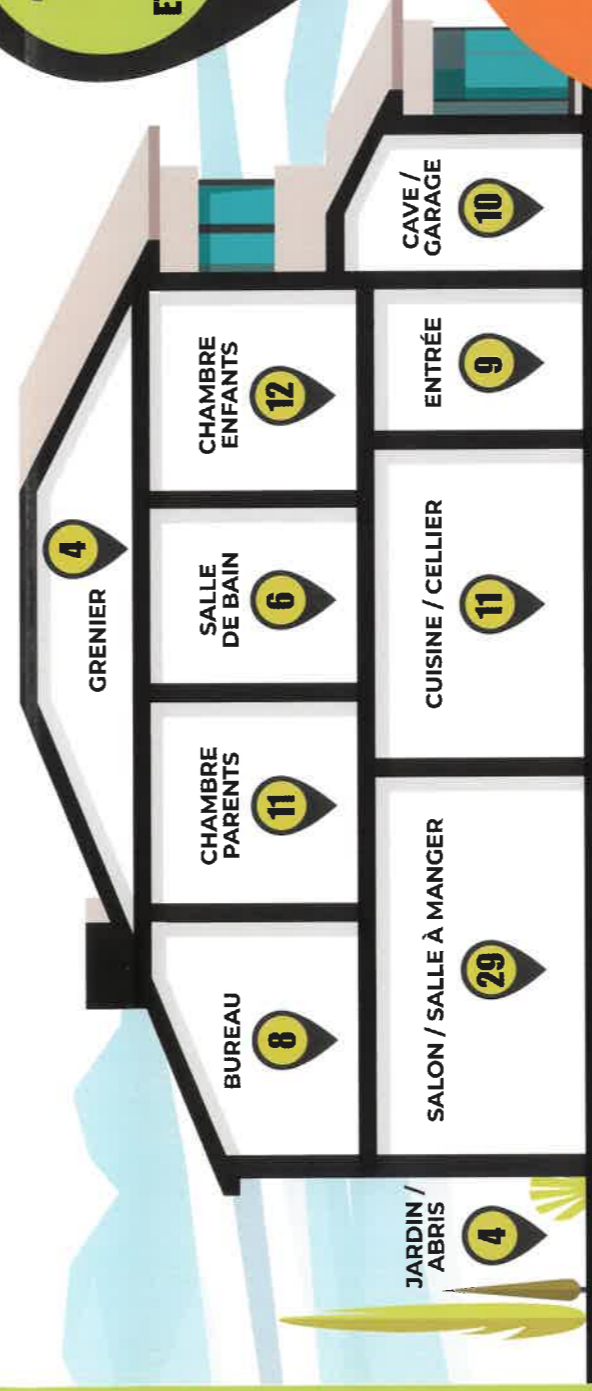 GRENIER
4
BUREAU
8
CHAMBRE
PARENTS
11
SALLE
DE BAIN
6
CHAMBRE
ENFANTS
12
JARDIN /
ABRIS
4
SALON / SALLE À MANGER
29
CUISINE / CELLIER
11
ENTRÉE
9
CAVE /
GARAGE
10